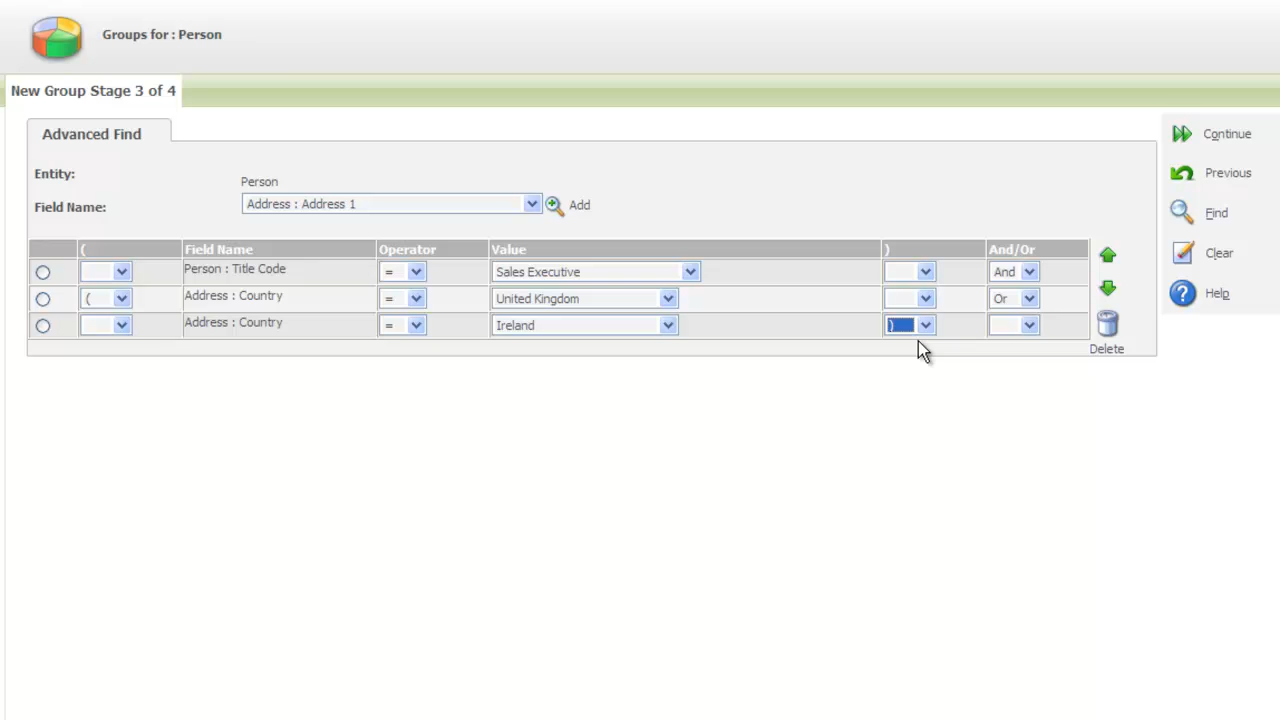 Groups for : Person
New Group Stage 3 of 4
Advanced Find
Entity:
Person
Field Name:
Address : Address 1
Add
( Field Name Operator Value ) And/Or
Person : Title Code = Sales Executive And
( Address : Country = United Kingdom Or
Address : Country = Ireland )
Delete
Continue
Previous
Find
Clear
Help